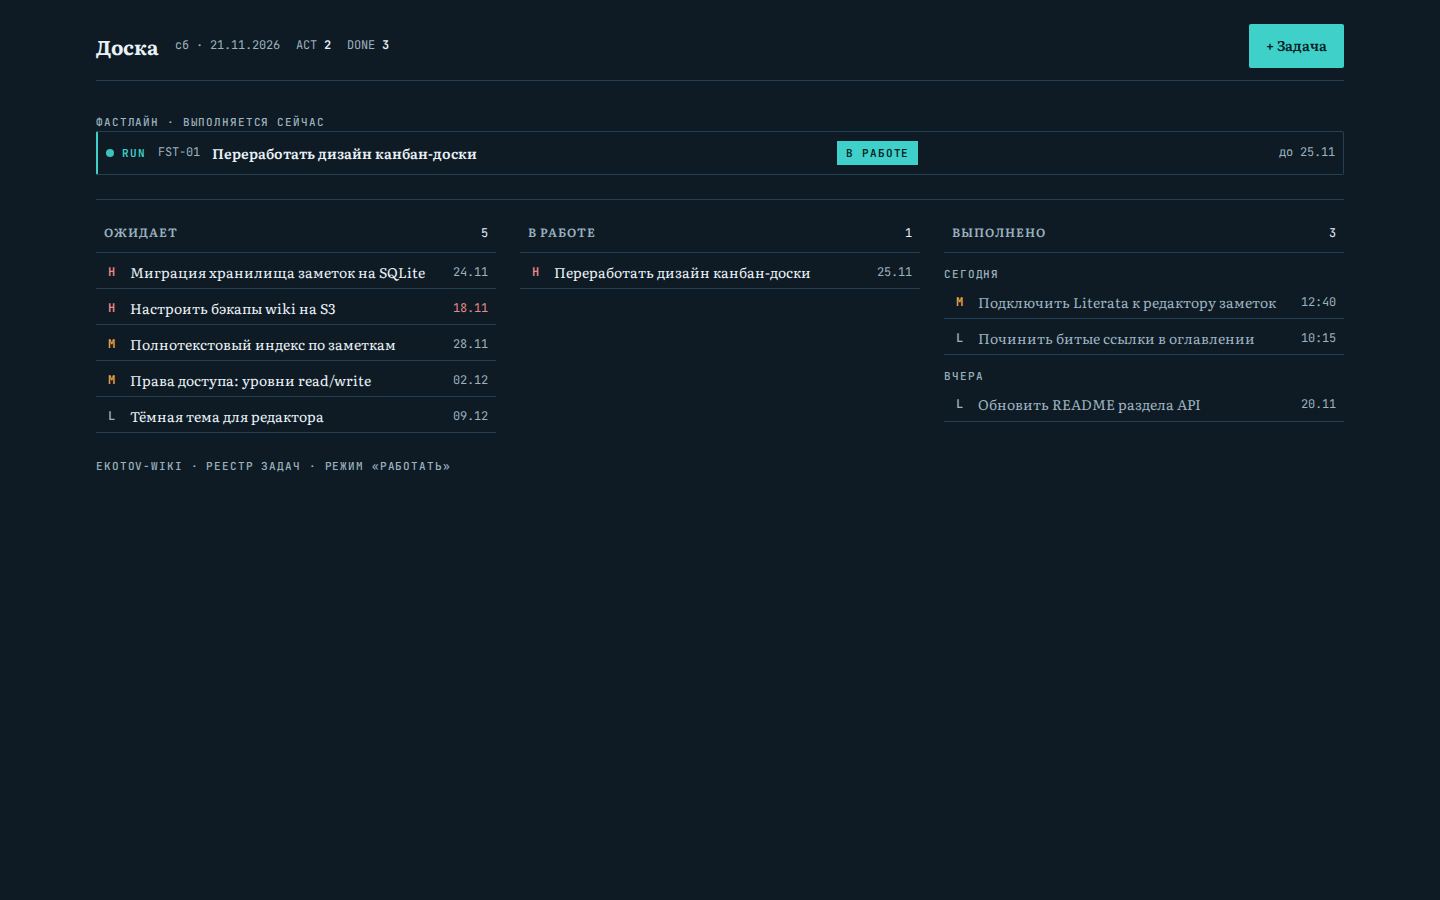 Доска сб · 21.11.2026 ACT 2 DONE 3 + Задача
ФАСТЛАЙН · ВЫПОЛНЯЕТСЯ СЕЙЧАС
RUN FST-01 Переработать дизайн канбан-доски В РАБОТЕ до 25.11
ОЖИДАЕТ 5
H Миграция хранилища заметок на SQLite 24.11
H Настроить бэкапы wiki на S3 18.11
M Полнотекстовый индекс по заметкам 28.11
M Права доступа: уровни read/write 02.12
L Тёмная тема для редактора 09.12
В РАБОТЕ 1
H Переработать дизайн канбан-доски 25.11
ВЫПОЛНЕНО 3
СЕГОДНЯ
M Подключить Literata к редактору заметок 12:40
L Починить битые ссылки в оглавлении 10:15
ВЧЕРА
L Обновить README раздела API 20.11
EKOTOV-WIKI · РЕЕСТР ЗАДАЧ · РЕЖИМ «РАБОТАТЬ»